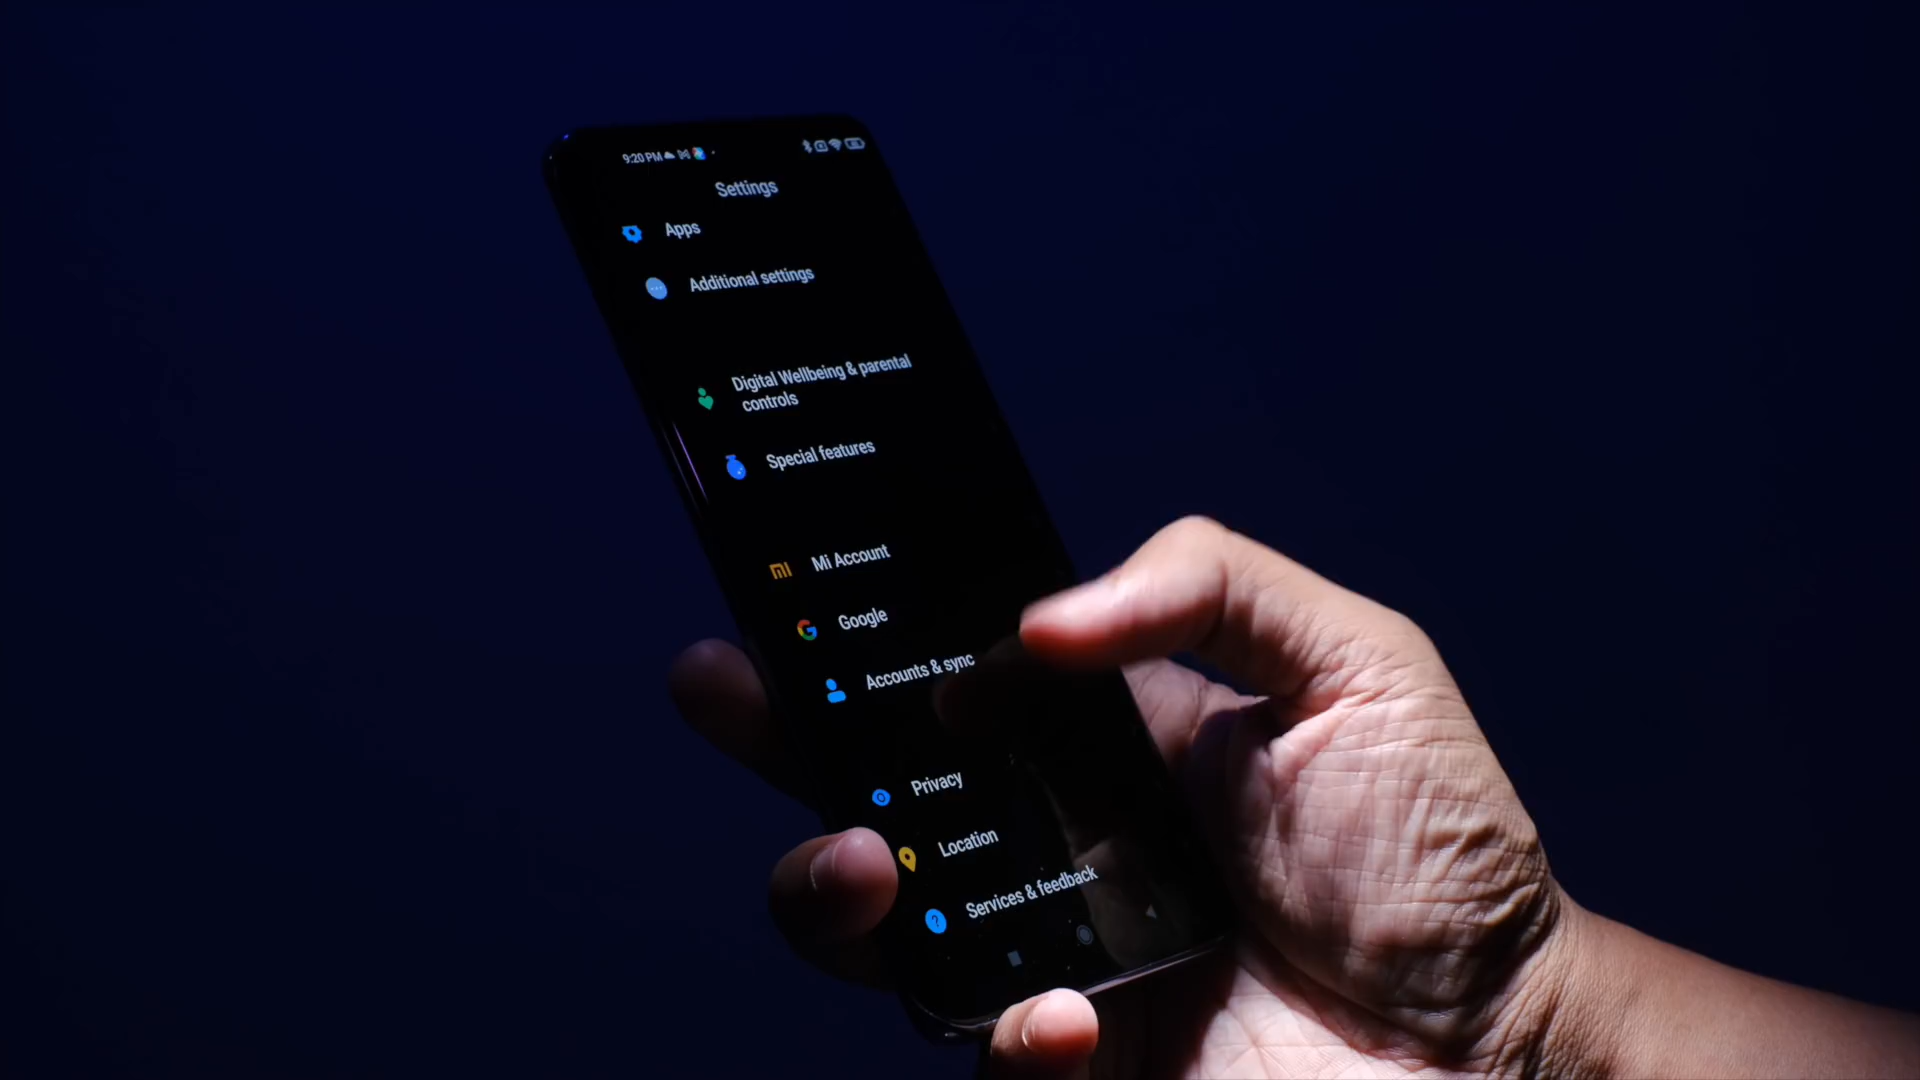 9:20 PM
Settings
Apps
Additional settings
Digital Wellbeing & parental
controls
Special features
Mi Account
Google
Accounts & sync
Privacy
Location
Services & feedback